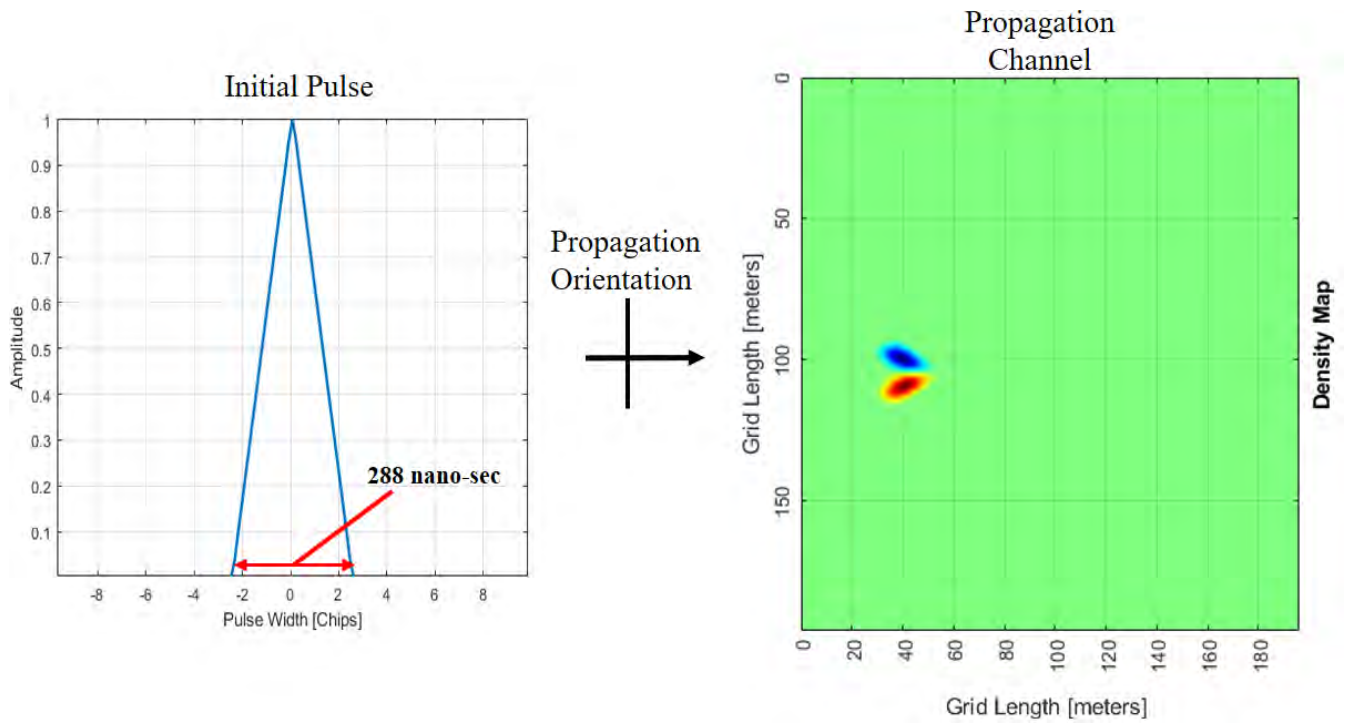 Initial Pulse
1
0.9
0.8
0.7
0.6
0.5
0.4
0.3
0.2
0.1
Amplitude
288 nano-sec
-8 -6 -4 -2 0 2 4 6 8
Pulse Width [Chips]
Propagation
Orientation
Propagation
Channel
0
50
100
150
Grid Length [meters]
0 20 40 60 80 100 120 140 160 180
Grid Length [meters]
Density Map